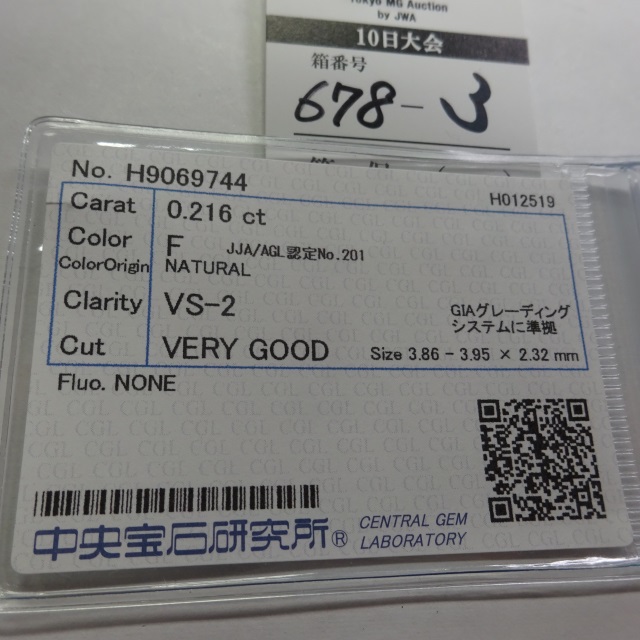 Tokyo MG Auction
by JWA
10日大会
箱番号
678-3
No. H9069744
H012519
Carat 0.216 ct
Color F JJA/AGL認定No.201
ColorOrigin NATURAL
Clarity VS-2
GIAグレーディング
システムに準拠
Cut VERY GOOD Size 3.86 - 3.95 × 2.32 mm
Fluo. NONE
中央宝石研究所® CENTRAL GEM
LABORATORY